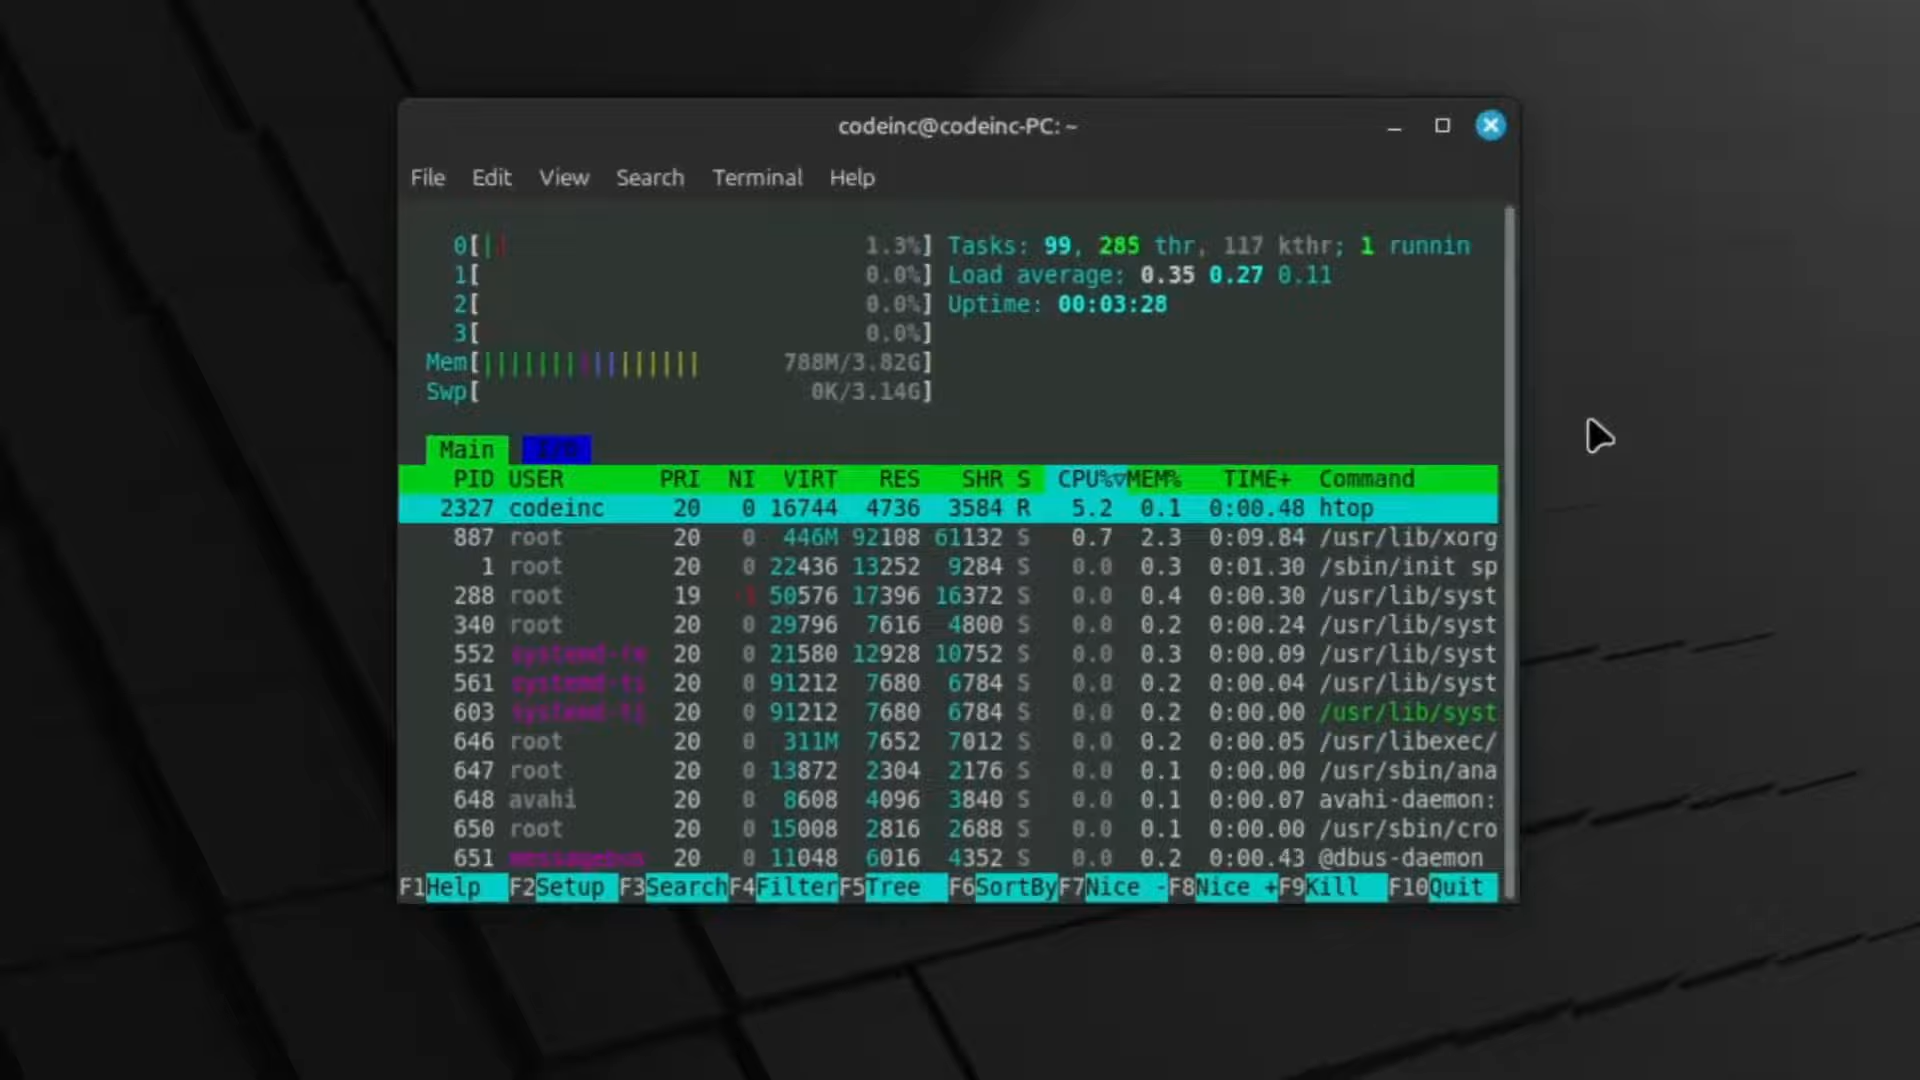 codeinc@codeinc-PC: ~
File Edit View Search Terminal Help
0[|| 1.3%] Tasks: 99, 285 thr, 117 kthr; 1 runnin
1[ 0.0%] Load average: 0.35 0.27 0.11
2[ 0.0%] Uptime: 00:03:28
3[ 0.0%]
Mem[|||||||||||||||| 788M/3.82G]
Swp[ 0K/3.14G]
Main I/O
PID USER PRI NI VIRT RES SHR S CPU%▽MEM% TIME+ Command
2327 codeinc 20 0 16744 4736 3584 R 5.2 0.1 0:00.48 htop
887 root 20 0 446M 92108 61132 S 0.7 2.3 0:09.84 /usr/lib/xorg
1 root 20 0 22436 13252 9284 S 0.0 0.3 0:01.30 /sbin/init sp
288 root 19 -1 50576 17396 16372 S 0.0 0.4 0:00.30 /usr/lib/syst
340 root 20 0 29796 7616 4800 S 0.0 0.2 0:00.24 /usr/lib/syst
552 systemd-re 20 0 21580 12928 10752 S 0.0 0.3 0:00.09 /usr/lib/syst
561 systemd-ti 20 0 91212 7680 6784 S 0.0 0.2 0:00.04 /usr/lib/syst
603 systemd-ti 20 0 91212 7680 6784 S 0.0 0.2 0:00.00 /usr/lib/syst
646 root 20 0 311M 7652 7012 S 0.0 0.2 0:00.05 /usr/libexec/
647 root 20 0 13872 2304 2176 S 0.0 0.1 0:00.00 /usr/sbin/ana
648 avahi 20 0 8608 4096 3840 S 0.0 0.1 0:00.07 avahi-daemon:
650 root 20 0 15008 2816 2688 S 0.0 0.1 0:00.00 /usr/sbin/cro
651 messagebus 20 0 11048 6016 4352 S 0.0 0.2 0:00.43 @dbus-daemon
F1Help F2Setup F3SearchF4FilterF5Tree F6SortByF7Nice -F8Nice +F9Kill F10Quit